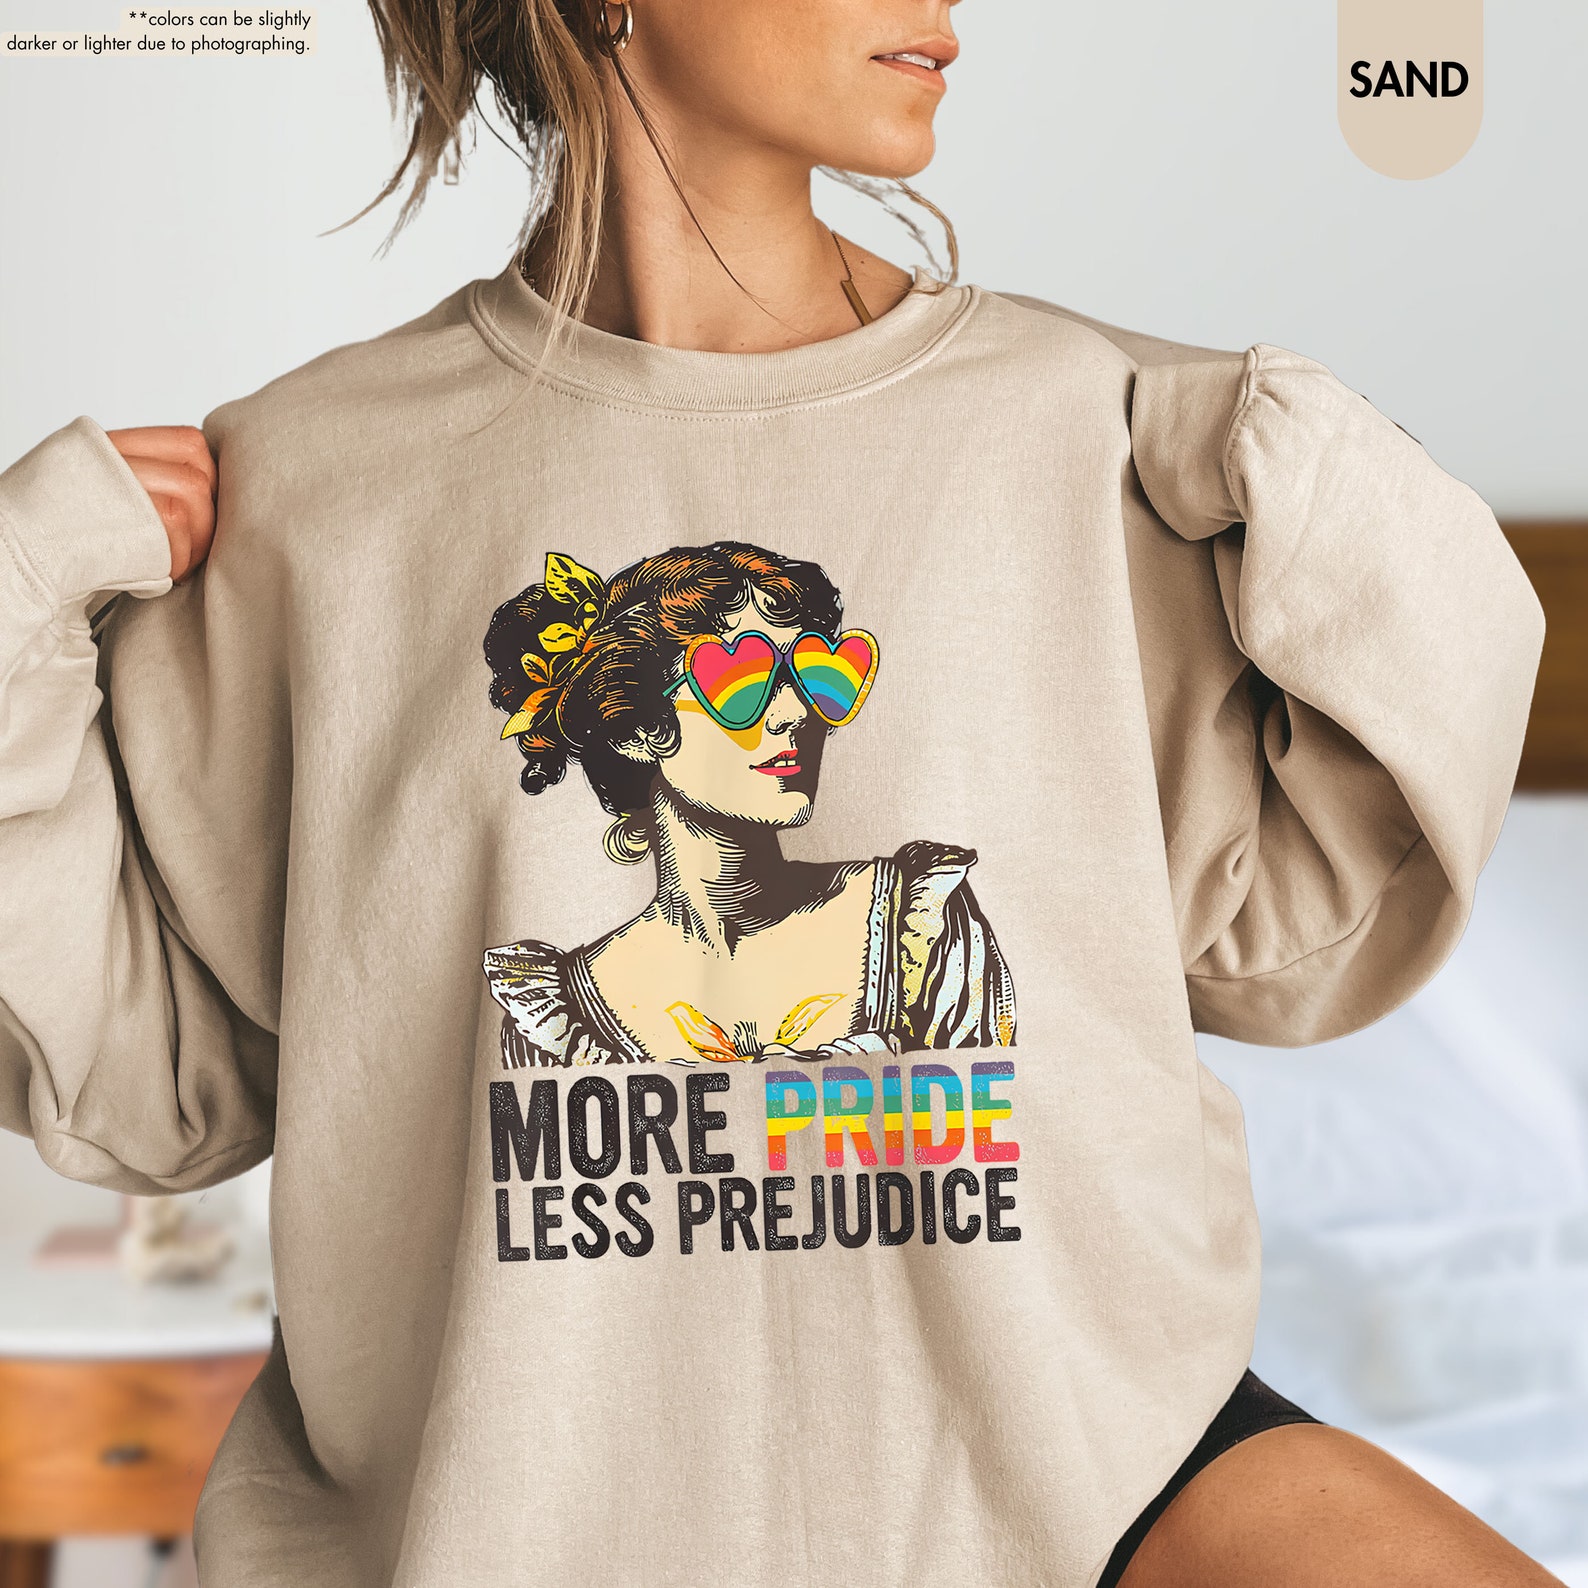 **colors can be slightly
darker or lighter due to photographing.
SAND
MORE PRIDE
LESS PREJUDICE